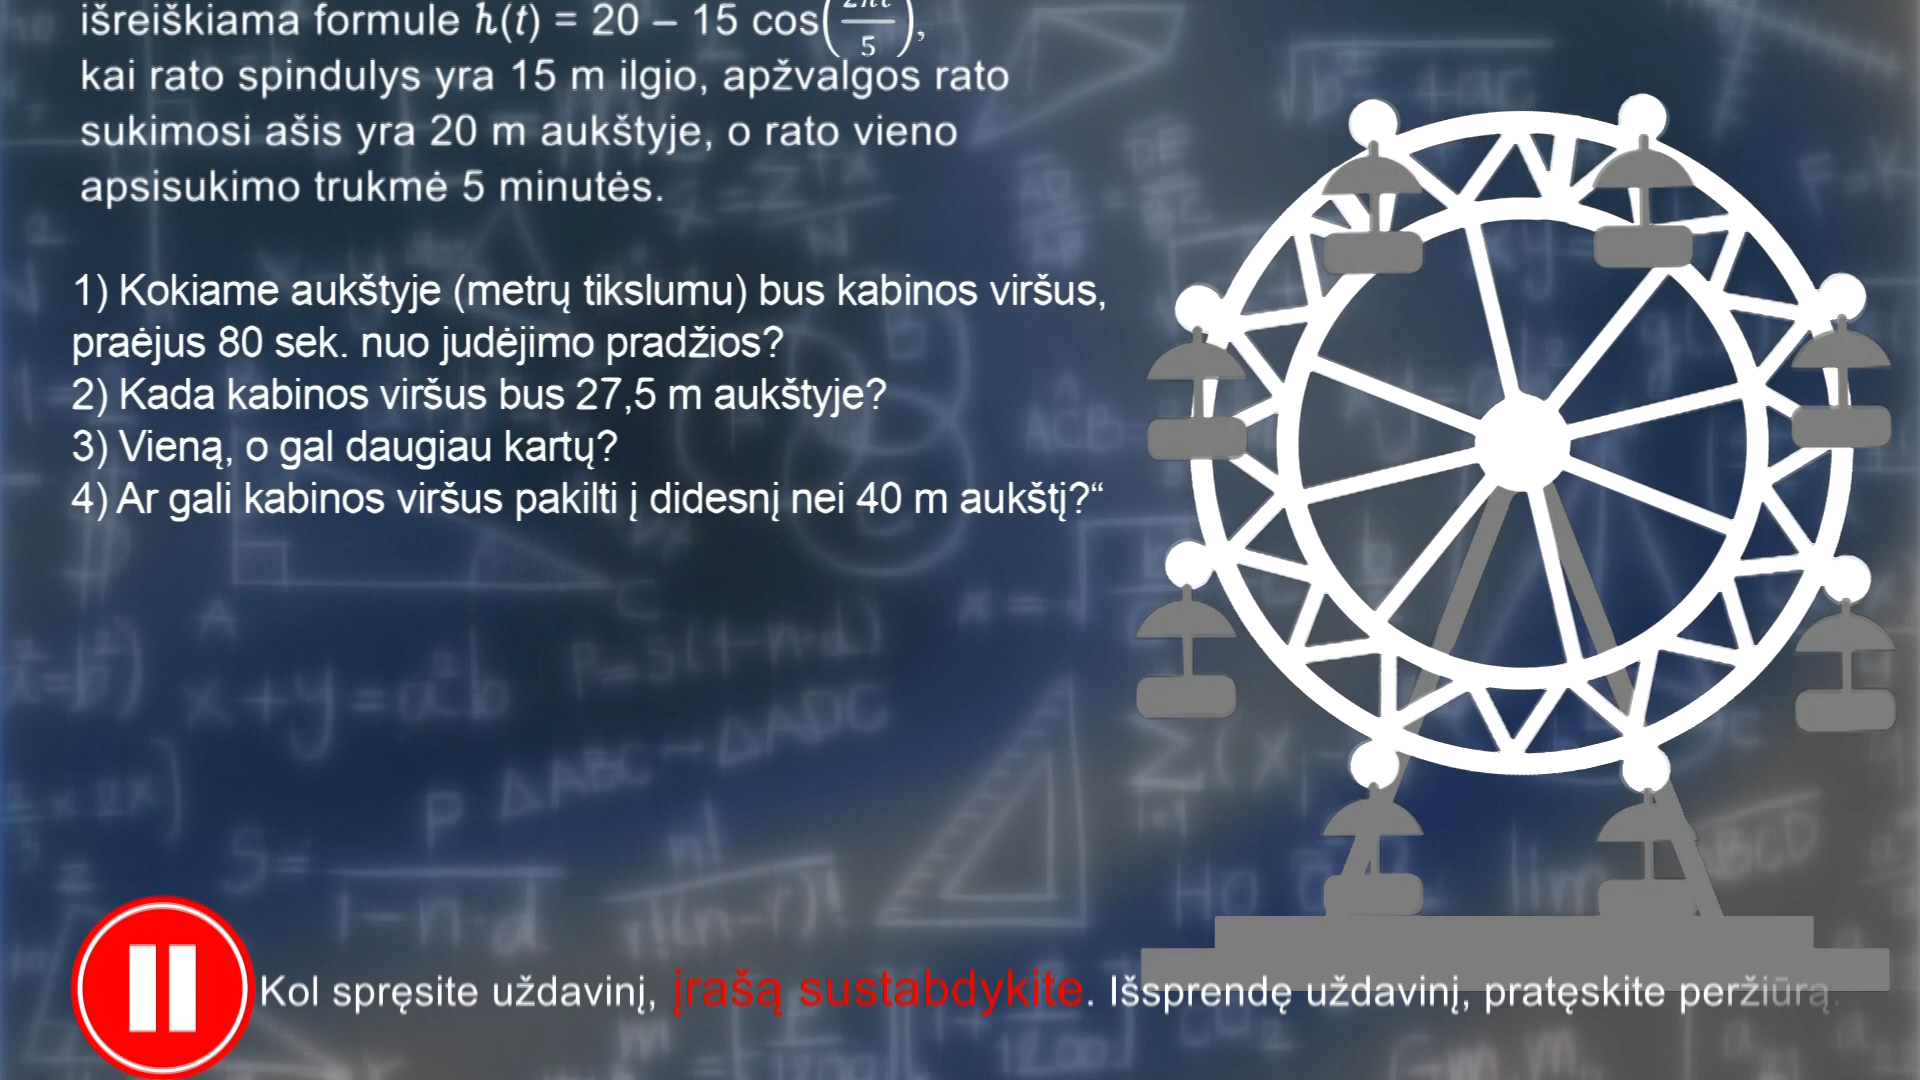 išreiškiama formule h(t) = 20 – 15 cos(2πt/5),
kai rato spindulys yra 15 m ilgio, apžvalgos rato
sukimosi ašis yra 20 m aukštyje, o rato vieno
apsisukimo trukmė 5 minutės.
1) Kokiame aukštyje (metrų tikslumu) bus kabinos viršus,
praėjus 80 sek. nuo judėjimo pradžios?
2) Kada kabinos viršus bus 27,5 m aukštyje?
3) Vieną, o gal daugiau kartų?
4) Ar gali kabinos viršus pakilti į didesnį nei 40 m aukštį?“
Kol spręsite uždavinį, įrašą sustabdykite. Išsprendę uždavinį, pratęskite peržiūrą.